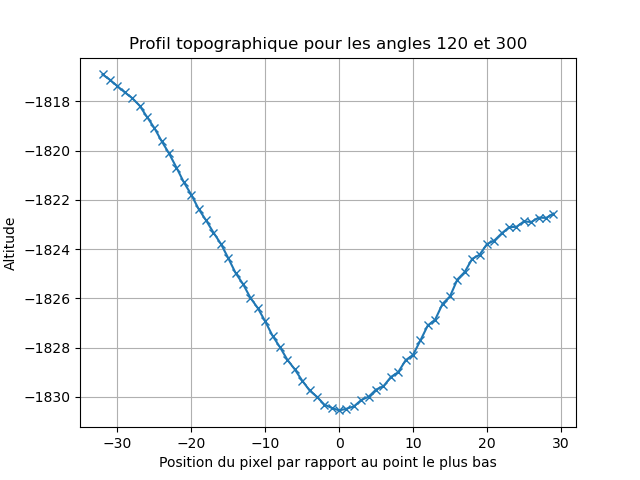 Profil topographique pour les angles 120 et 300
Altitude
−1818
−1820
−1822
−1824
−1826
−1828
−1830
−30 −20 −10 0 10 20 30
Position du pixel par rapport au point le plus bas